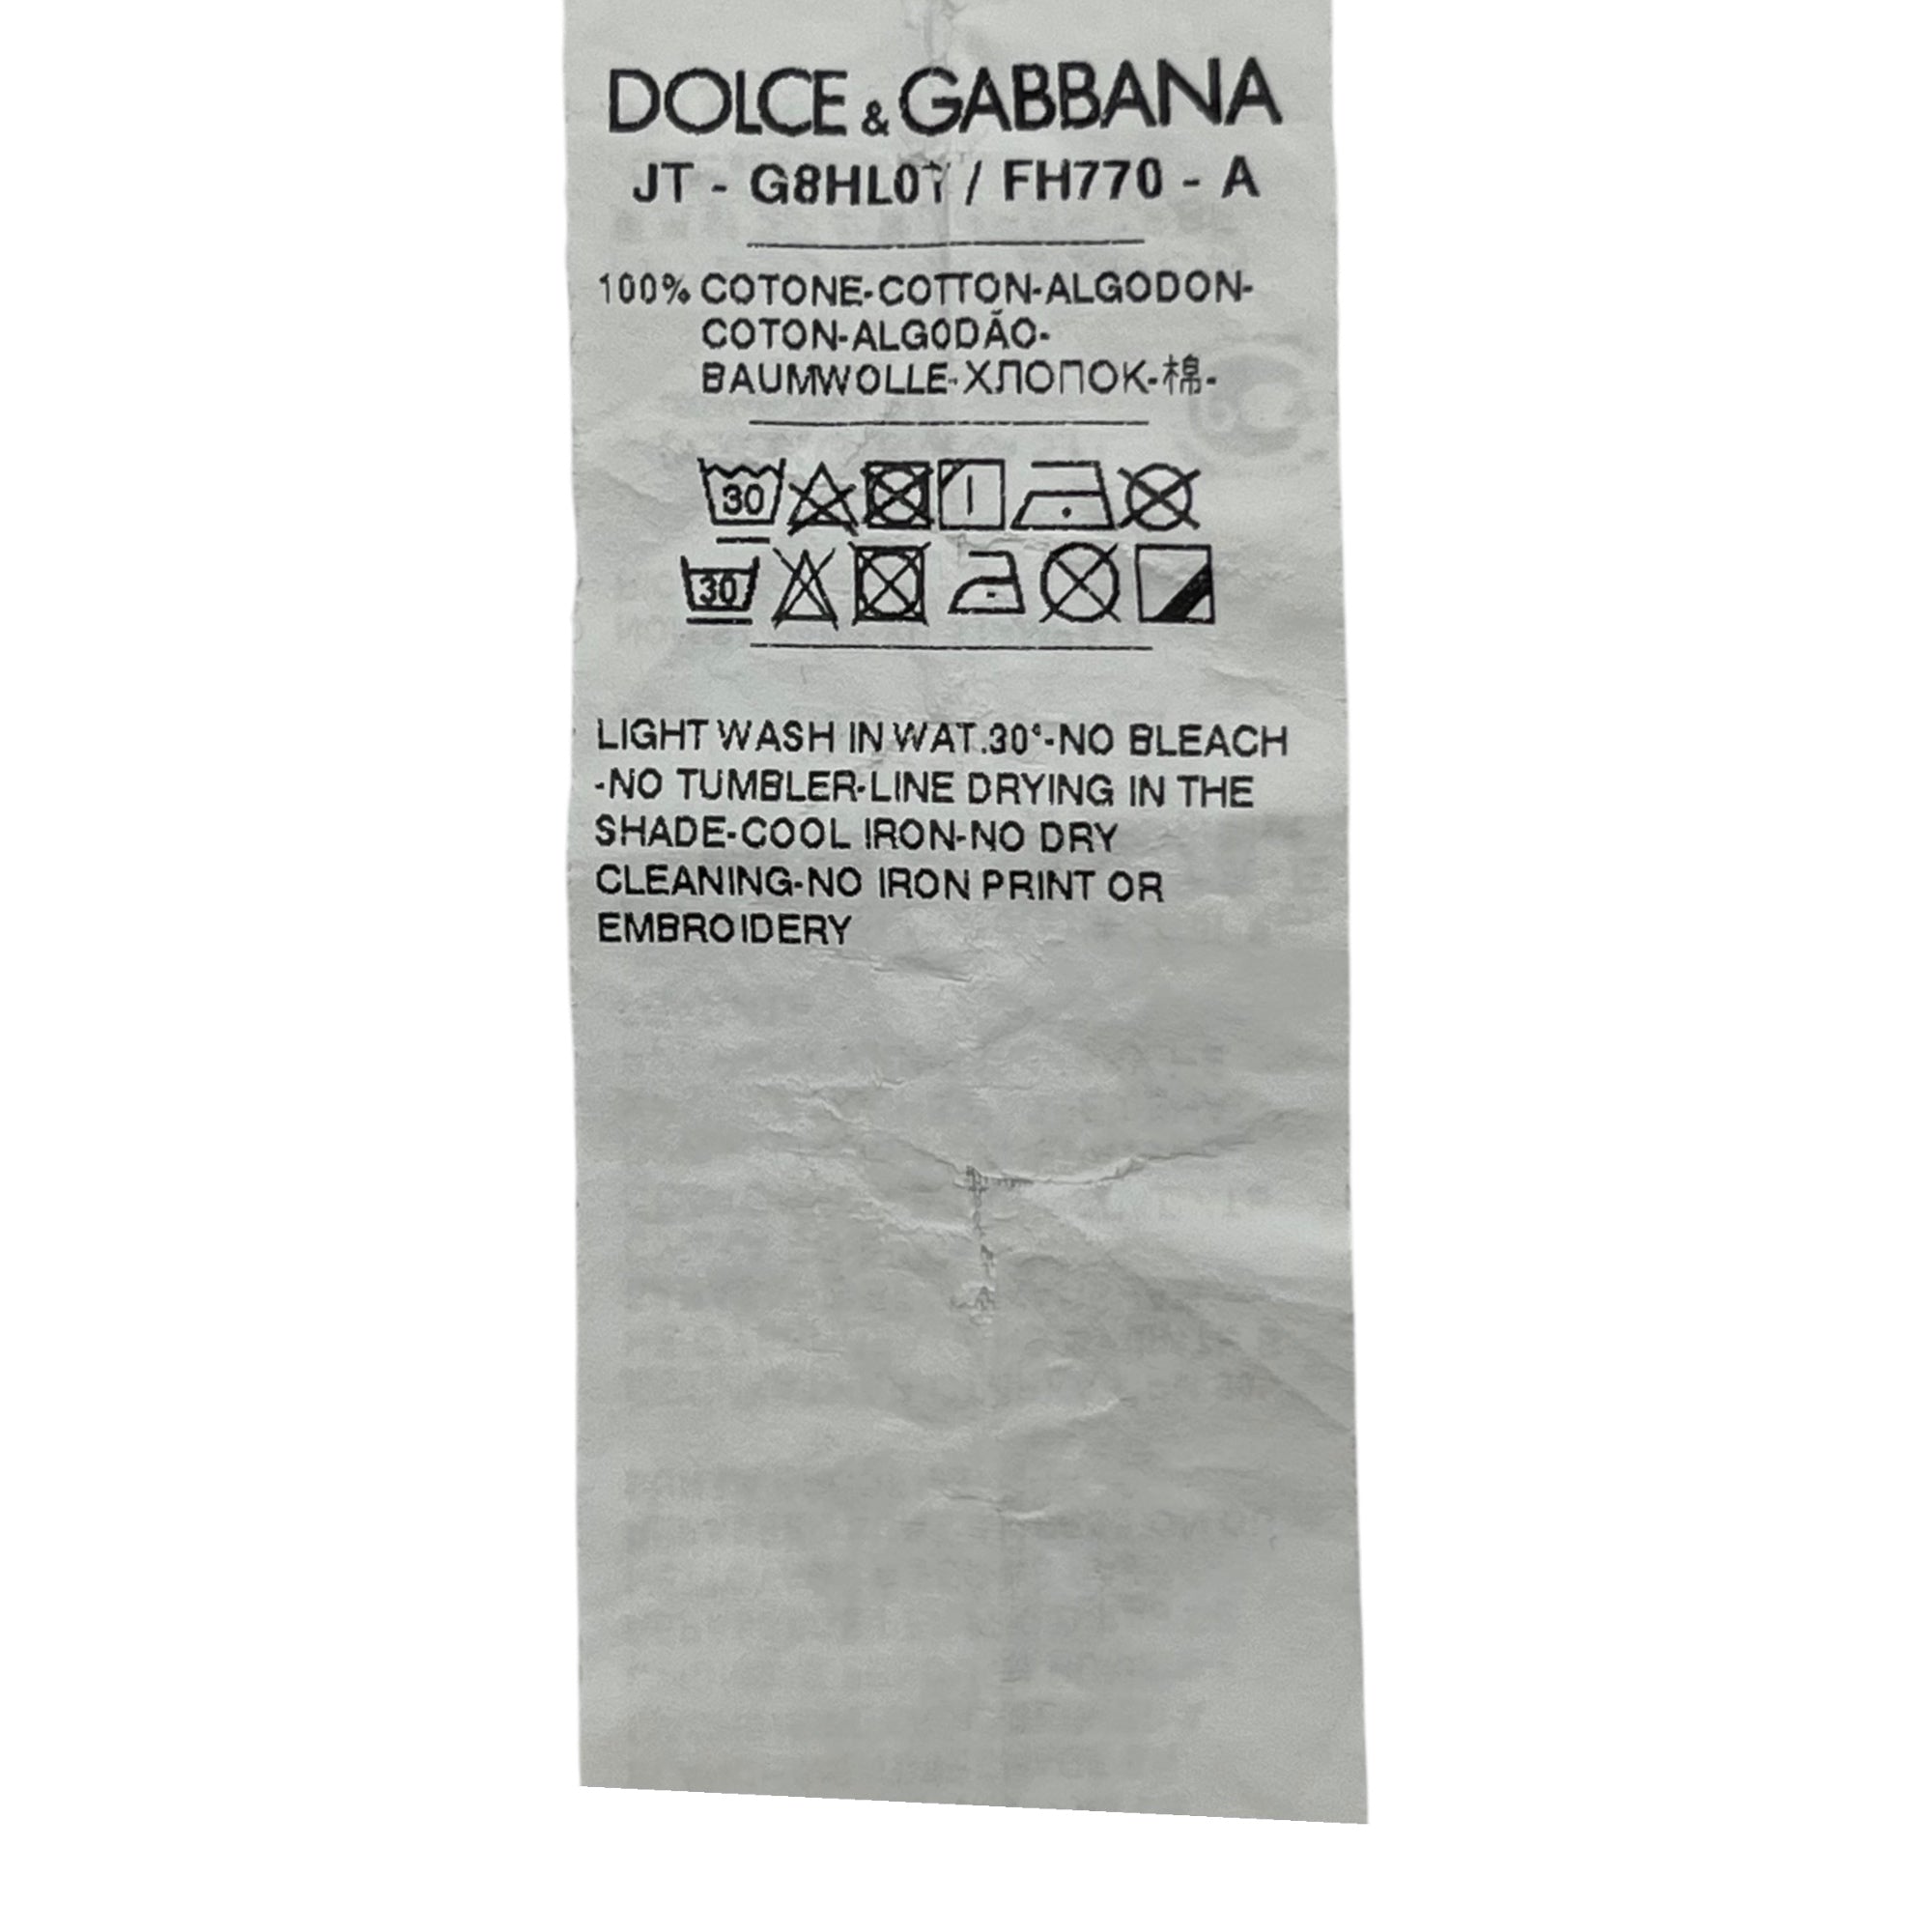 DOLCE & GABBANA
JT - G8HL0T / FH770 - A
100% COTONE-COTTON-ALGODON-
COTON-ALGODÃO-
BAUMWOLLE-ХЛОПОК-棉-
30
30
LIGHT WASH IN WAT.30°-NO BLEACH
-NO TUMBLER-LINE DRYING IN THE
SHADE-COOL IRON-NO DRY
CLEANING-NO IRON PRINT OR
EMBROIDERY